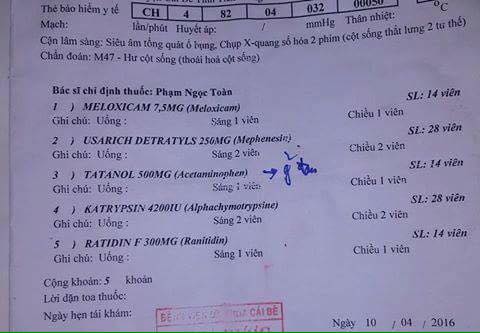 Thẻ bảo hiểm y tế CH 4 82 04 032 00050 °C
Mạch: lần/phút Huyết áp: / mmHg Thân nhiệt:
Cận lâm sàng: Siêu âm tổng quát ổ bụng, Chụp X-quang số hóa 2 phim (cột sống thắt lưng 2 tư thế)
Chẩn đoán: M47 - Hư cột sống (thoái hoá cột sống)
Bác sĩ chỉ định thuốc: Phạm Ngọc Toàn
1 ) MELOXICAM 7,5MG (Meloxicam) SL: 14 viên
Ghi chú: Uống : Sáng 1 viên Chiều 1 viên
2 ) USARICH DETRATYLS 250MG (Mephenesin) SL: 28 viên
Ghi chú: Uống : Sáng 2 viên Chiều 2 viên
3 ) TATANOL 500MG (Acetaminophen) SL: 14 viên
Ghi chú: Uống : Sáng 1 viên Chiều 1 viên
4 ) KATRYPSIN 4200IU (Alphachymotrypsine) SL: 28 viên
Ghi chú: Uống : Sáng 2 viên Chiều 2 viên
5 ) RATIDIN F 300MG (Ranitidin) SL: 14 viên
Ghi chú: Uống : Sáng 1 viên Chiều 1 viên
Cộng khoản: 5 khoản
Lời dặn toa thuốc:
Ngày hẹn tái khám:
CÁI BÈ
Ngày 10 / 04 / 2016